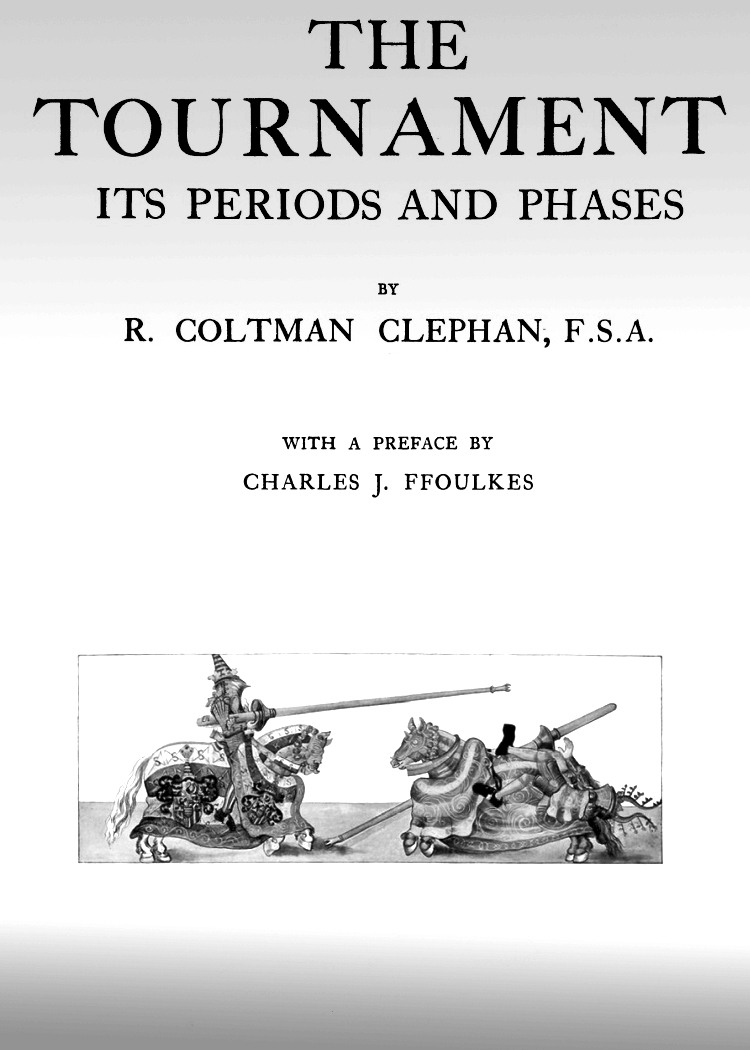 THE
TOURNAMENT
ITS PERIODS AND PHASES
BY
R. COLTMAN CLEPHAN, F.S.A.
WITH A PREFACE BY
CHARLES J. FFOULKES